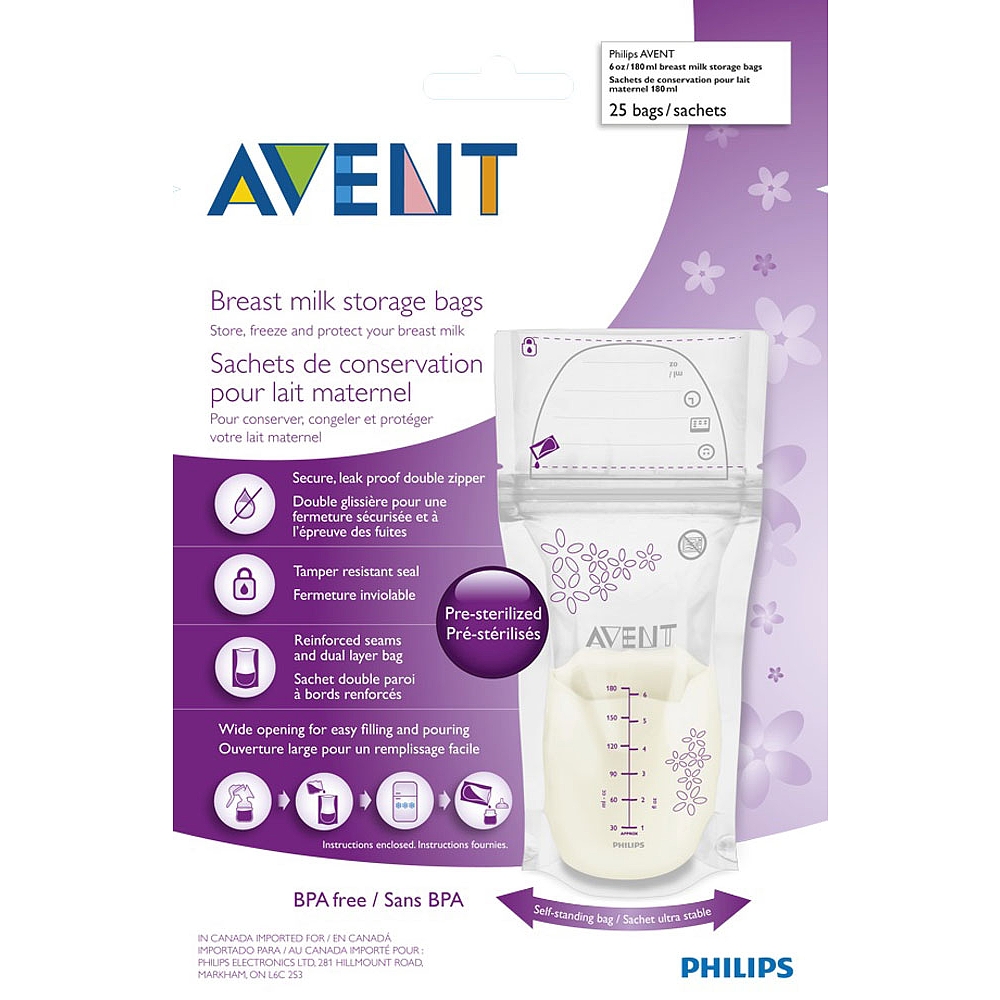 Philips AVENT
6 oz / 180 ml breast milk storage bags
Sachets de conservation pour lait
maternel 180 ml
25 bags / sachets
AVENT
Breast milk storage bags
Store, freeze and protect your breast milk
Sachets de conservation
pour lait maternel
Pour conserver, congeler et protéger
votre lait maternel
oz
ml /
Secure, leak proof double zipper
Double glissière pour une
fermeture sécurisée et à
l'épreuve des fuites
Tamper resistant seal
Fermeture inviolable
Pre-sterilized
Pré-stérilisés
Reinforced seams
and dual layer bag
Sachet double paroi
à bords renforcés
Wide opening for easy filling and pouring
Ouverture large pour un remplissage facile
Instructions enclosed. Instructions fournies.
AVENT
180 6
150 5
120 4
90 3
60 2
30 1
APPROX
PHILIPS
BPA free / Sans BPA
Self-standing bag / Sachet ultra stable
IN CANADA IMPORTED FOR / EN CANADÁ
IMPORTADO PARA / AU CANADA IMPORTÉ POUR :
PHILIPS ELECTRONICS LTD, 281 HILLMOUNT ROAD,
MARKHAM, ON L6C 2S3
PHILIPS